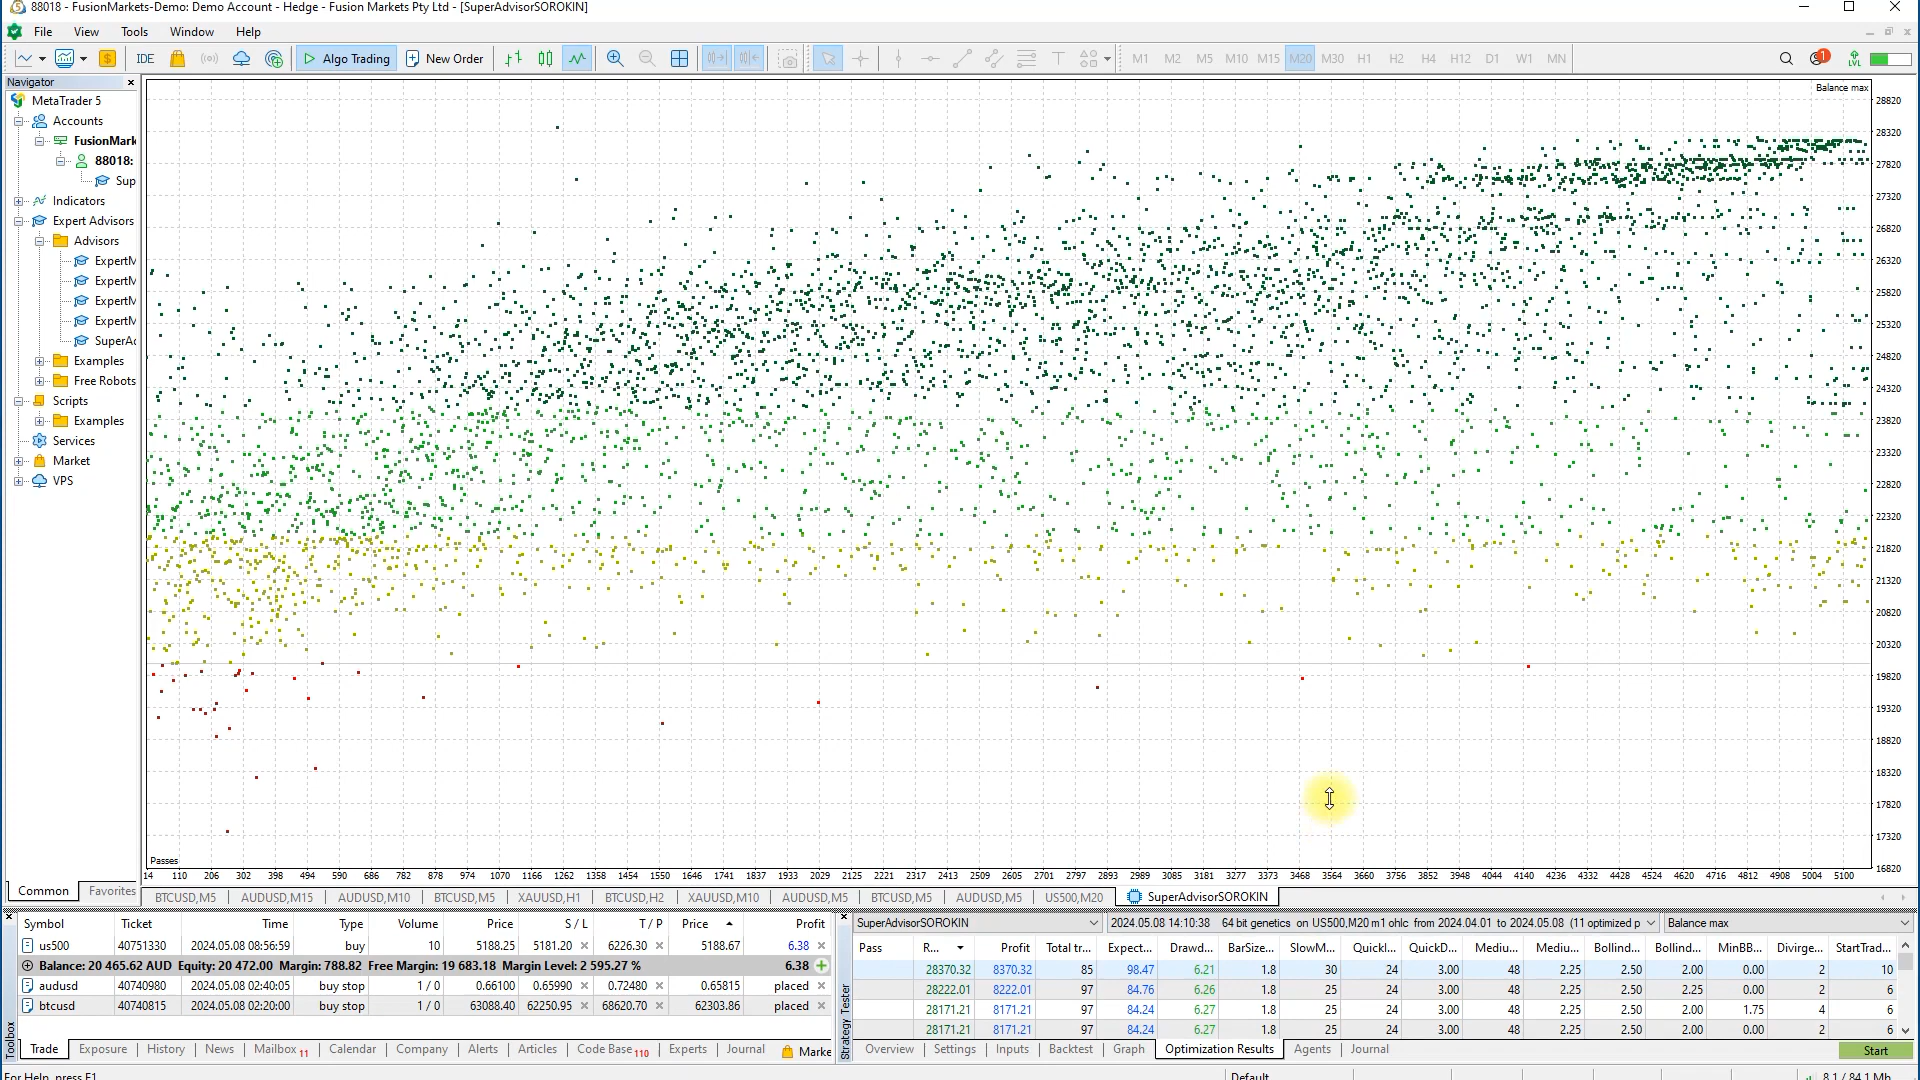 88018 - FusionMarkets-Demo: Demo Account - Hedge - Fusion Markets Pty Ltd - [SuperAdvisorSOROKIN]
File View Tools Window Help
IDE Algo Trading New Order M1 M2 M5 M10 M15 M20 M30 H1 H2 H4 H12 D1 W1 MN 1 LVL
Navigator
MetaTrader 5
Accounts
FusionMark
88018:
Sup
Indicators
Expert Advisors
Advisors
ExpertM
ExpertM
ExpertM
ExpertM
SuperAc
Examples
Free Robots
Scripts
Examples
Services
Market
VPS
Common Favorites
Balance max
28820
28320
27820
27320
26820
26320
25820
25320
24820
24320
23820
23320
22820
22320
21820
21320
20820
20320
19820
19320
18820
18320
17820
17320
16820
Passes
14 110 206 302 398 494 590 686 782 878 974 1070 1166 1262 1358 1454 1550 1646 1741 1837 1933 2029 2125 2221 2317 2413 2509 2605 2701 2797 2893 2989 3085 3181 3277 3373 3468 3564 3660 3756 3852 3948 4044 4140 4236 4332 4428 4524 4620 4716 4812 4908 5004 5100
BTCUSD,M5 AUDUSD,M15 AUDUSD,M10 BTCUSD,M5 XAUUSD,H1 BTCUSD,H2 XAUUSD,M10 AUDUSD,M5 BTCUSD,M5 AUDUSD,M5 US500,M20 SuperAdvisorSOROKIN
Symbol Ticket Time Type Volume Price S / L T / P Price Profit
us500 40751330 2024.05.08 08:56:59 buy 10 5188.25 5181.20 6226.30 5188.67 6.38
Balance: 20 465.62 AUD Equity: 20 472.00 Margin: 788.82 Free Margin: 19 683.18 Margin Level: 2 595.27 % 6.38
audusd 40740980 2024.05.08 02:40:05 buy stop 1 / 0 0.66100 0.65990 0.72480 0.65815 placed
btcusd 40740815 2024.05.08 02:20:00 buy stop 1 / 0 63088.40 62250.95 68620.70 62303.86 placed
Toolbox
Trade Exposure History News Mailbox 11 Calendar Company Alerts Articles Code Base 110 Experts Journal Marke
Strategy Tester
SuperAdvisorSOROKIN 2024.05.08 14:10:38 64 bit genetics on US500,M20 m1 ohlc from 2024.04.01 to 2024.05.08 (11 optimized p Balance max
Pass R... Profit Total tr... Expect... Drawd... BarSize... SlowM... QuickI... QuickD... Mediu... Mediu... Bollind... Bollind... MinBB... Diverge... StartTrad...
28370.32 8370.32 85 98.47 6.21 1.8 30 24 3.00 48 2.25 2.50 2.00 0.00 2 10
28222.01 8222.01 97 84.76 6.26 1.8 25 24 3.00 48 2.25 2.50 2.25 0.00 2 6
28171.21 8171.21 97 84.24 6.27 1.8 25 24 3.00 48 2.25 2.50 2.00 1.75 4 6
28171.21 8171.21 97 84.24 6.27 1.8 25 24 3.00 48 2.25 2.50 2.00 0.00 2 6
Overview Settings Inputs Backtest Graph Optimization Results Agents Journal Start
For Help, press F1 Default 8.1 / 84.1 Mb